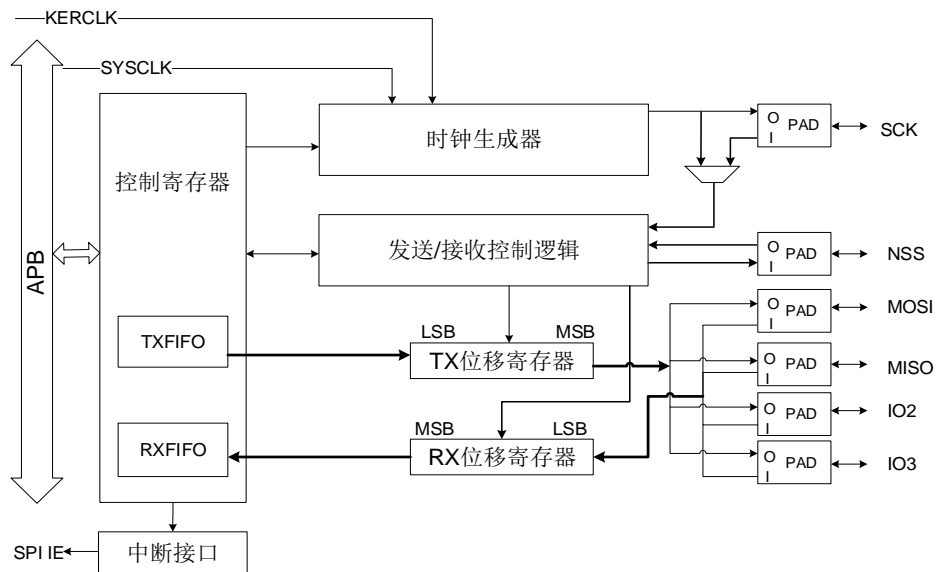 KERCLK
SYSCLK
APB
控制寄存器
时钟生成器
O
I
PAD
SCK
发送/接收控制逻辑
O
I
PAD
NSS
TXFIFO
LSB
MSB
TX位移寄存器
O
I
PAD
MOSI
O
I
PAD
MISO
RXFIFO
MSB
LSB
RX位移寄存器
O
I
PAD
IO2
O
I
PAD
IO3
SPI IE
中断接口